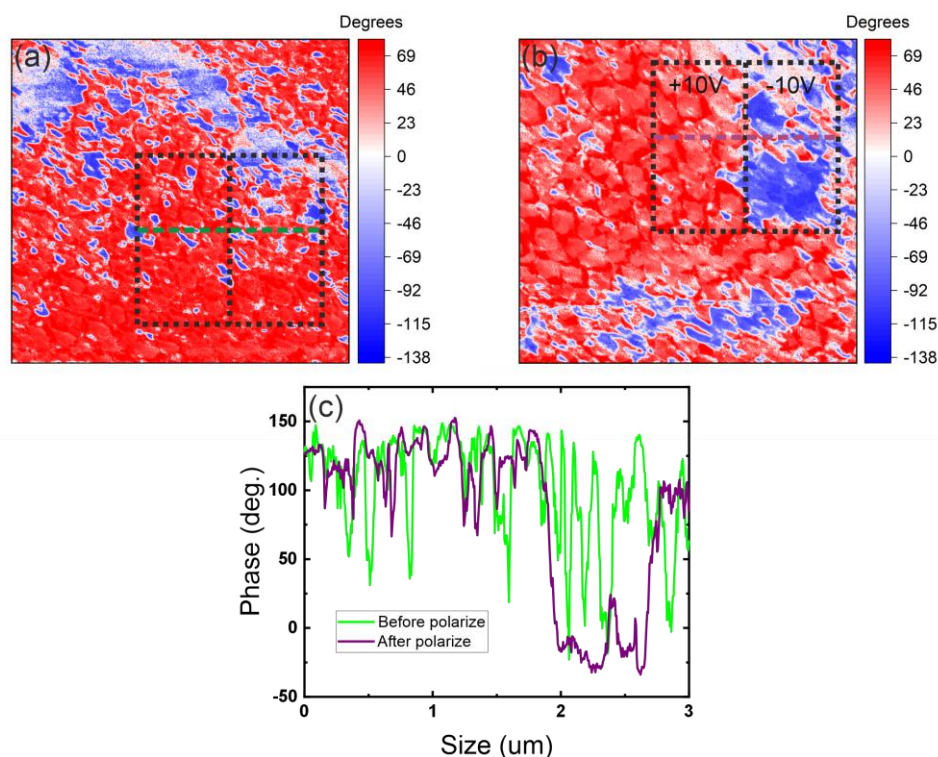 Degrees
Degrees
(a)
69
46
23
0
-23
-46
-69
-92
-115
-138
(b)
+10V
-10V
69
46
23
0
-23
-46
-69
-92
-115
-138
(c)
150
100
50
0
-50
Phase (deg.)
Before polarize
After polarize
0
1
2
3
Size (um)